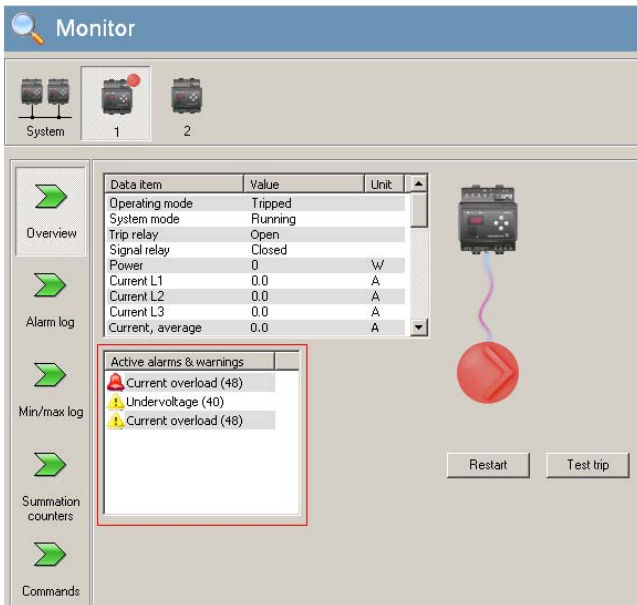 Monitor
System
1
2
Overview
Alarm log
Min/max log
Summation
counters
Commands
Data item Value Unit
Operating mode Tripped
System mode Running
Trip relay Open
Signal relay Closed
Power 0 W
Current L1 0.0 A
Current L2 0.0 A
Current L3 0.0 A
Current, average 0.0 A
Active alarms & warnings
Current overload (48)
Undervoltage (40)
Current overload (48)
Restart
Test trip